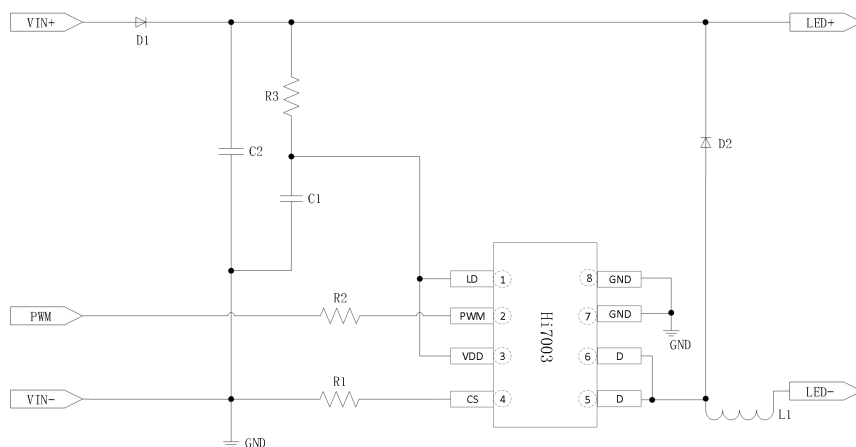 VIN+
LED+
D1
R3
D2
C2
C1
LD
1
8
GND
R2
PWM
PWM
2
7
GND
Hi7003
GND
VDD
3
6
D
R1
VIN-
CS
4
5
D
LED-
L1
GND